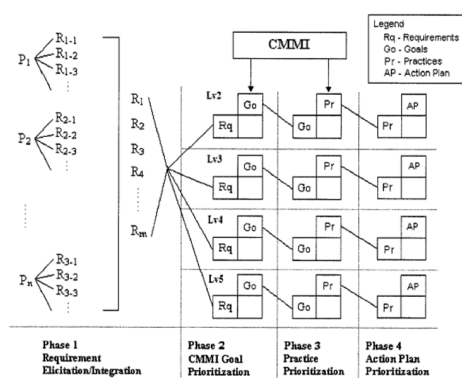 Legend
Rq - Requirements
Go - Goals
Pr - Practices
AP - Action Plan
CMMI
P1
R1-1
R1-2
R1-3
P2
R2-1
R2-2
R2-3
Pn
R3-1
R3-2
R3-3
R1
R2
R3
R4
Rm
Lv2
Go
Rq
Pr
Go
AP
Pr
Lv3
Go
Rq
Pr
Go
AP
Pr
Lv4
Go
Rq
Pr
Go
AP
Pr
Lv5
Go
Rq
Pr
Go
AP
Pr
Phase 1
Requirement
Elicitation/Integration
Phase 2
CMMI Goal
Prioritization
Phase 3
Practice
Prioritization
Phase 4
Action Plan
Prioritization